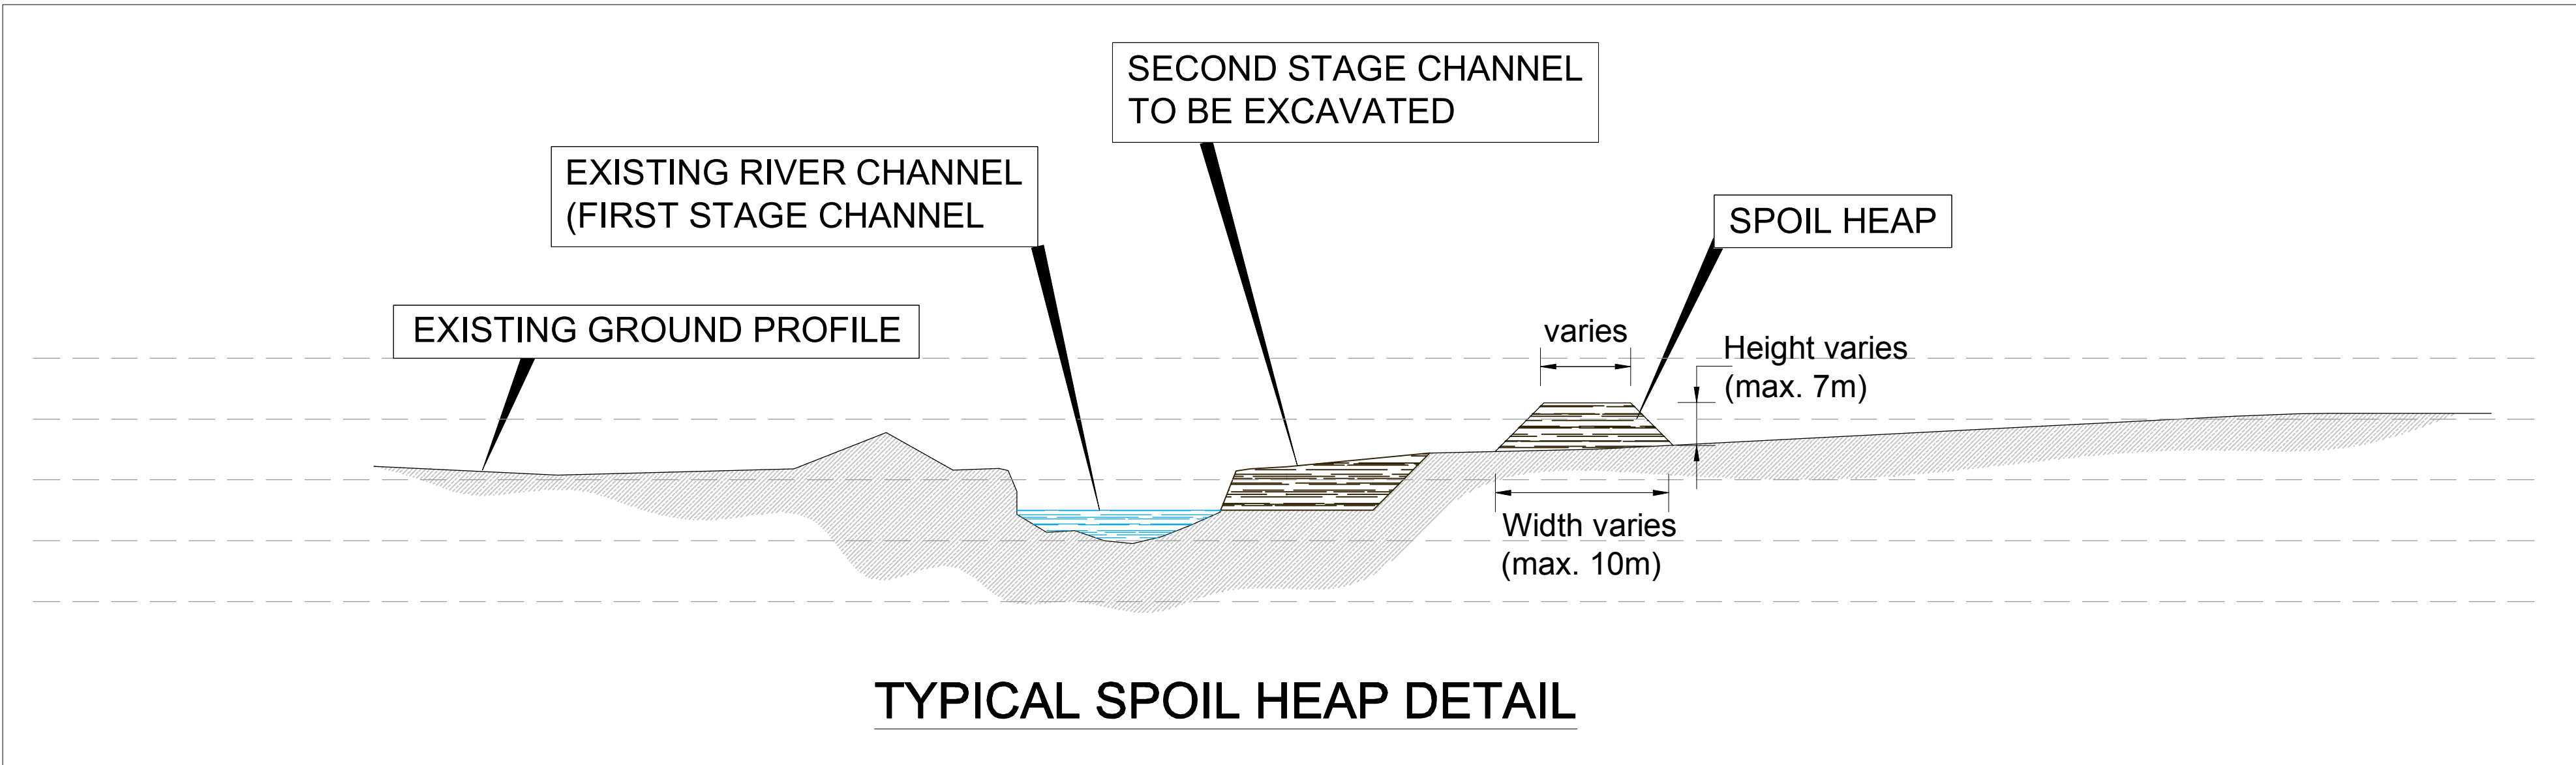 SECOND STAGE CHANNEL
TO BE EXCAVATED
EXISTING RIVER CHANNEL
(FIRST STAGE CHANNEL
SPOIL HEAP
EXISTING GROUND PROFILE
varies
Height varies
(max. 7m)
Width varies
(max. 10m)
TYPICAL SPOIL HEAP DETAIL